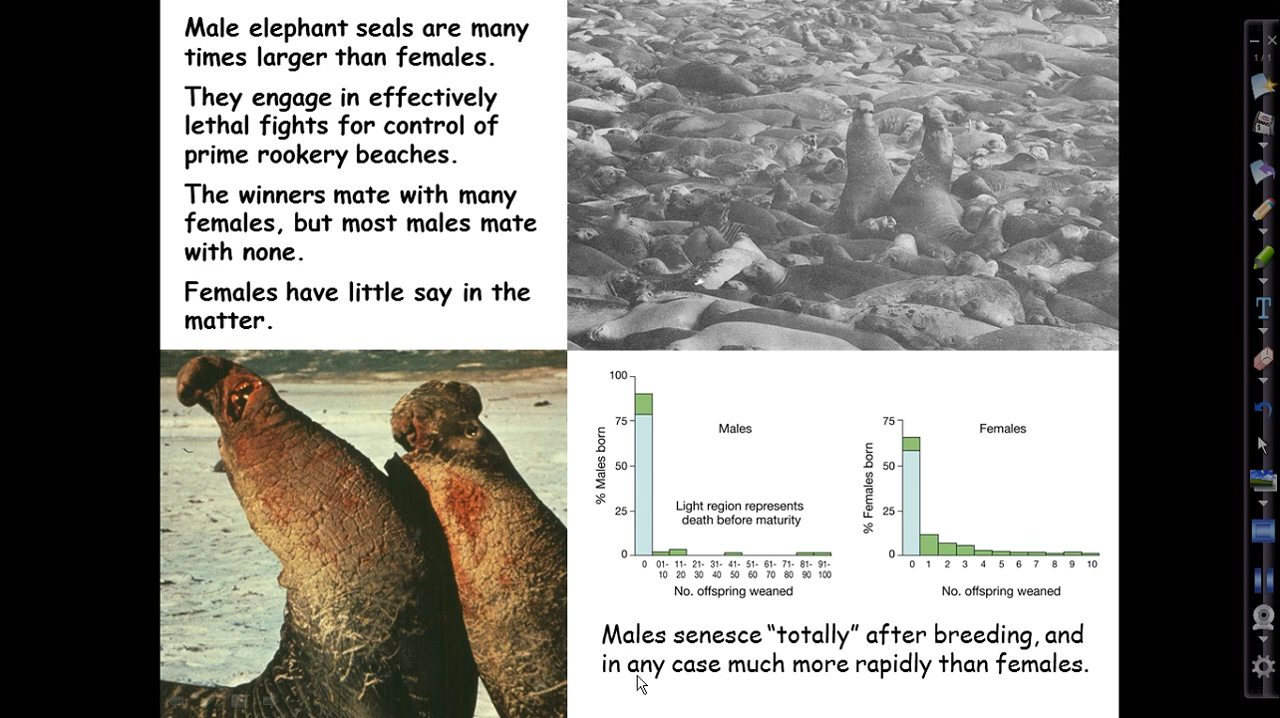 Male elephant seals are many
times larger than females.
They engage in effectively
lethal fights for control of
prime rookery beaches.
The winners mate with many
females, but most males mate
with none.
Females have little say in the
matter.
100
75
50
25
0
% Males born
Males
Light region represents
death before maturity
0 01-10 11-20 21-30 31-40 41-50 51-60 61-70 71-80 81-90 91-100
No. offspring weaned
75
50
25
0
% Females born
Females
0 1 2 3 4 5 6 7 8 9 10
No. offspring weaned
Males senesce “totally” after breeding, and
in any case much more rapidly than females.
1/1